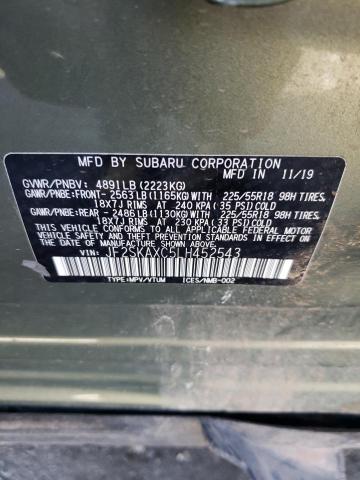 MFD BY SUBARU CORPORATION
MADE IN 11/19
GVWR/PNBV: 4891LB(2223KG)
GAWR/PNBE:FRONT- 2563LB(1165KG)WITH 225/55R18 98H TIRES,
18X7J RIMS AT 240 KPA (35 PSI)COLD
GAWR/PNBE:REAR -2486LB(1130KG)WITH 225/55R18 98H TIRES,
18X7J RIMS AT 230 KPA (33 PSI)COLD
THIS VEHICLE CONFORMS TO ALL APPLICABLE FEDERAL MOTOR
VEHICLE SAFETY AND BUMPER STANDARDS IN EFFECT ON
THE DATE OF MANUFACTURE SHOWN ABOVE.
VIN: JF2SKAXC5LH452543
TYPE:MPV/VTUM ICES/NMB-002